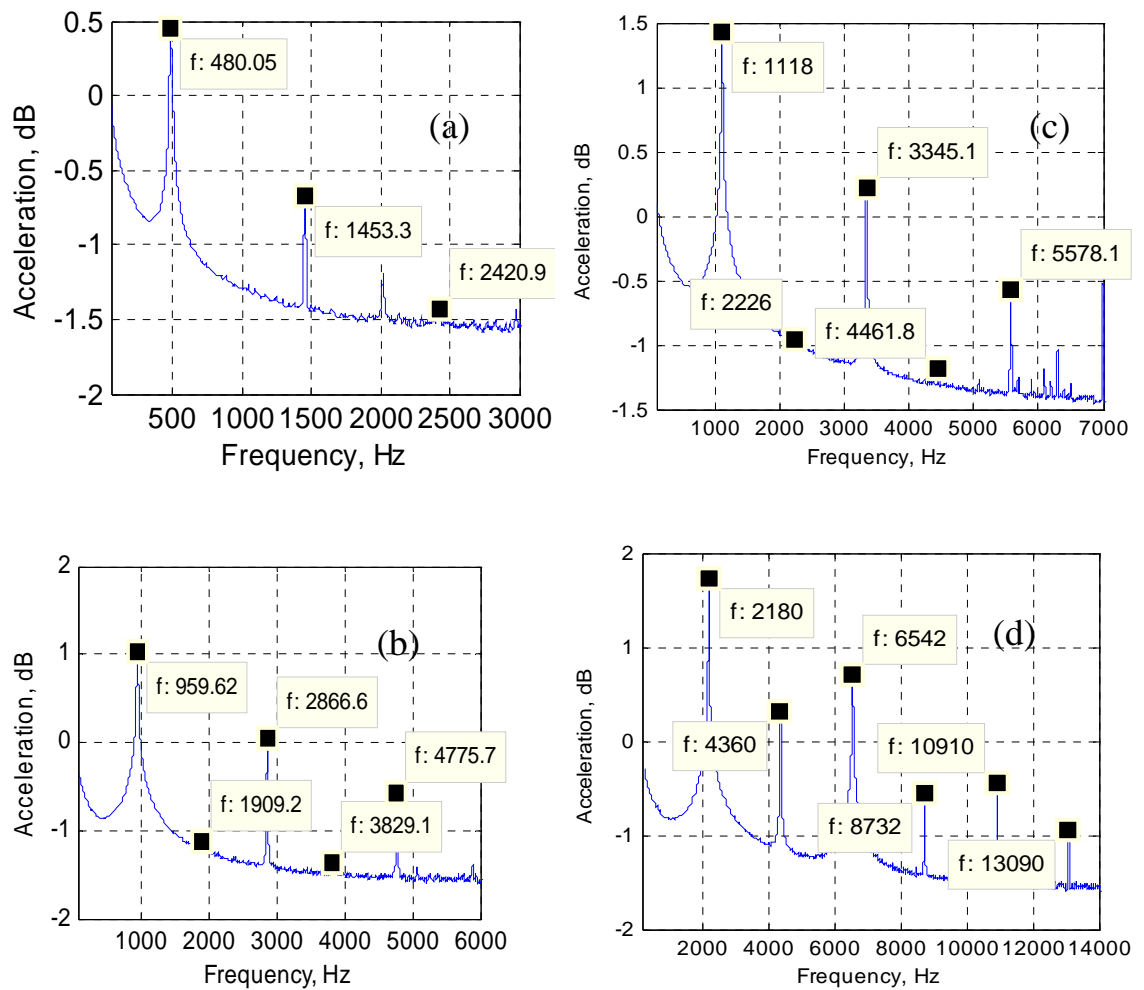 0.5
0
-0.5
-1
-1.5
-2
Acceleration, dB
f: 480.05
f: 1453.3
f: 2420.9
(a)
500 1000 1500 2000 2500 3000
Frequency, Hz
1.5
1
0.5
0
-0.5
-1
-1.5
Acceleration, dB
f: 1118
(c)
f: 3345.1
f: 5578.1
f: 2226
f: 4461.8
1000 2000 3000 4000 5000 6000 7000
Frequency, Hz
2
1
0
-1
-2
Acceleration, dB
(b)
f: 959.62
f: 2866.6
f: 4775.7
f: 1909.2
f: 3829.1
1000 2000 3000 4000 5000 6000
Frequency, Hz
2
1
0
-1
-2
Acceleration, dB
f: 2180
f: 6542
(d)
f: 4360
f: 10910
f: 8732
f: 13090
2000 4000 6000 8000 10000 12000 14000
Frequency, Hz